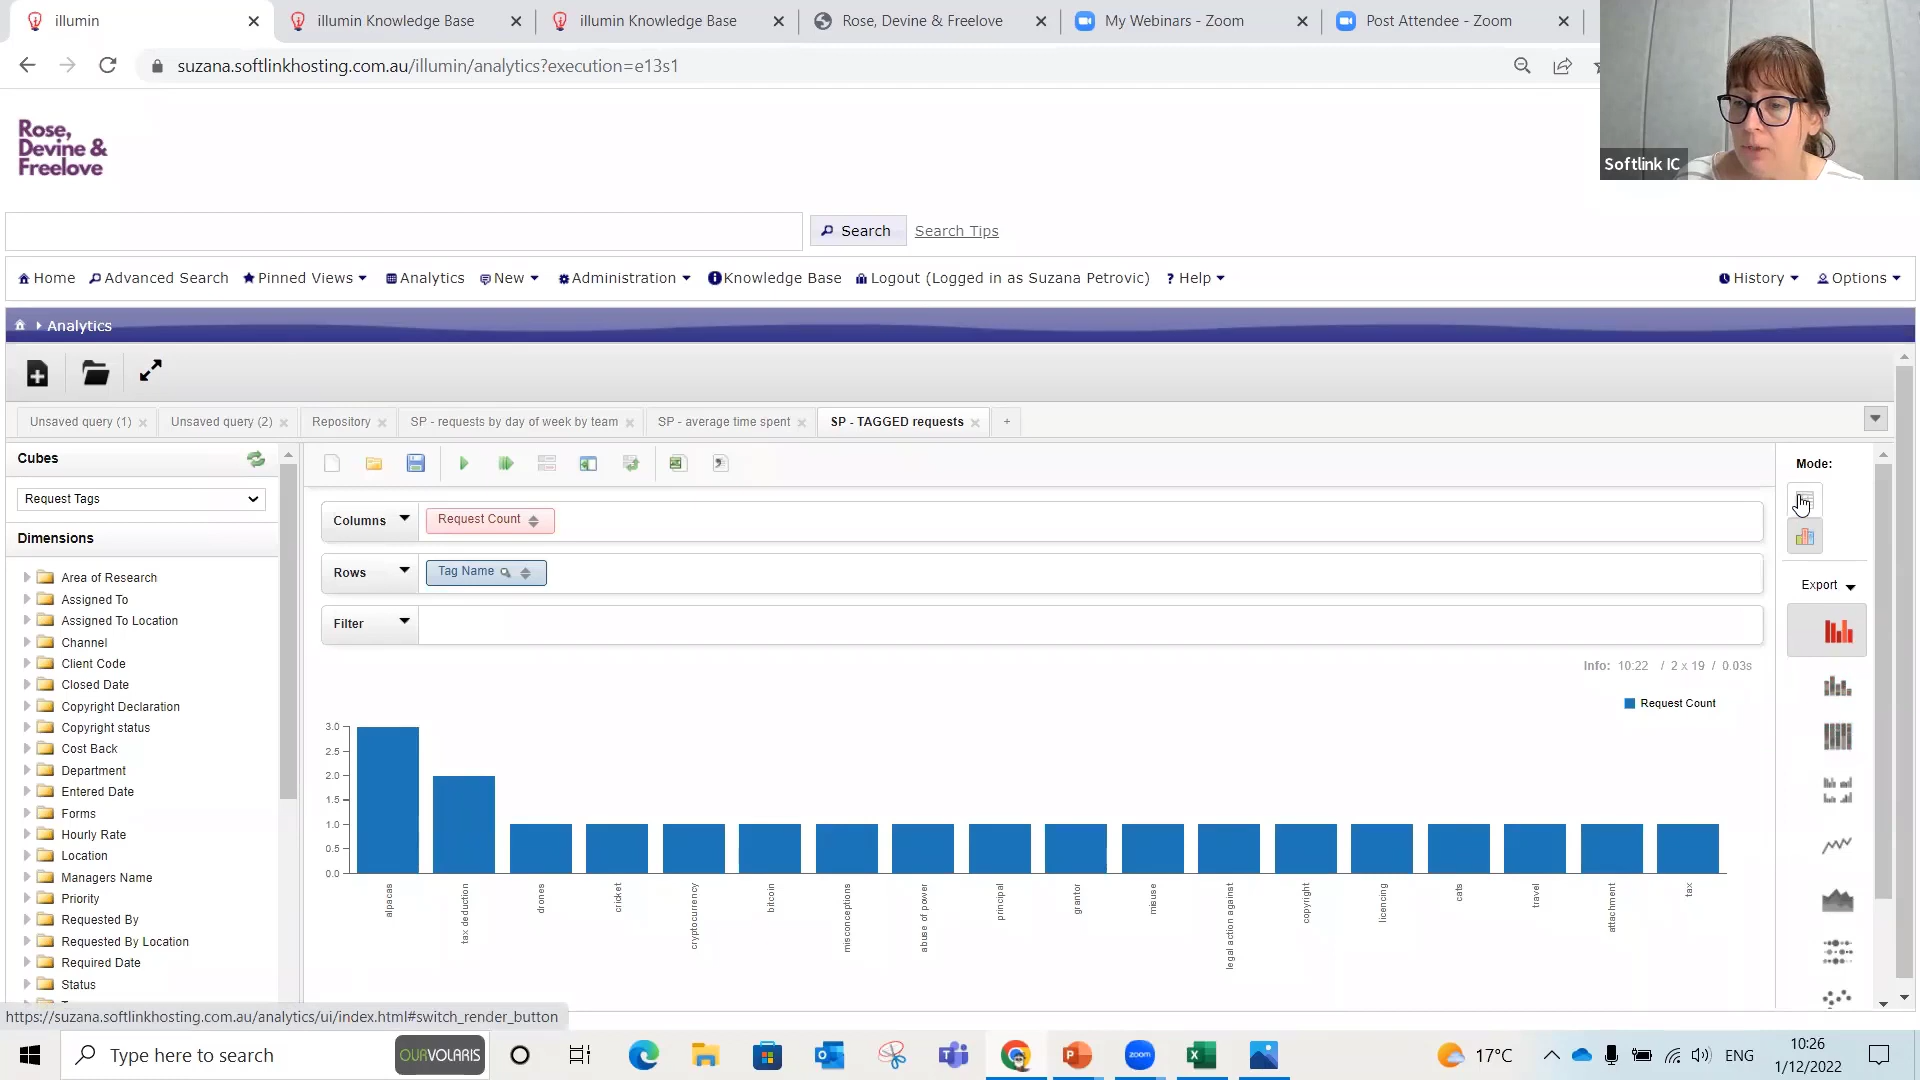 illumin
illumin Knowledge Base
illumin Knowledge Base
Rose, Devine & Freelove
My Webinars - Zoom
Post Attendee - Zoom
suzana.softlinkhosting.com.au/illumin/analytics?execution=e13s1
Softlink IC
Rose,
Devine &
Freelove
Search
Search Tips
Home
Advanced Search
Pinned Views
Analytics
New
Administration
Knowledge Base
Logout (Logged in as Suzana Petrovic)
? Help
History
Options
Analytics
Unsaved query (1)
Unsaved query (2)
Repository
SP - requests by day of week by team
SP - average time spent
SP - TAGGED requests
+
Cubes
Request Tags
Dimensions
Area of Research
Assigned To
Assigned To Location
Channel
Client Code
Closed Date
Copyright Declaration
Copyright status
Cost Back
Department
Entered Date
Forms
Hourly Rate
Location
Managers Name
Priority
Requested By
Requested By Location
Required Date
Status
Mode:
Export
Columns
Request Count
Rows
Tag Name
Filter
Info: 10:22 / 2 x 19 / 0.03s
Request Count
3.0
2.5
2.0
1.5
1.0
0.5
0.0
alpacas
tax deduction
drones
cricket
cryptocurrency
bitcoin
misconceptions
abuse of power
principal
grantor
misuse
legal action against
copyright
licencing
cats
travel
attachment
tax
https://suzana.softlinkhosting.com.au/analytics/ui/index.html#switch_render_button
Type here to search
OURVOLARIS
zoom
17°C
ENG
10:26
1/12/2022